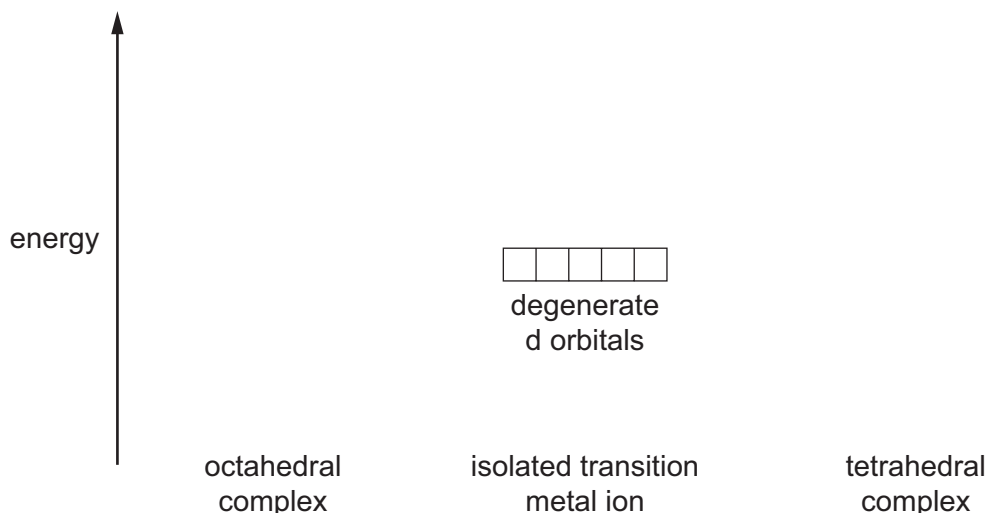 energy
degenerate
d orbitals
octahedral
complex
isolated transition
metal ion
tetrahedral
complex